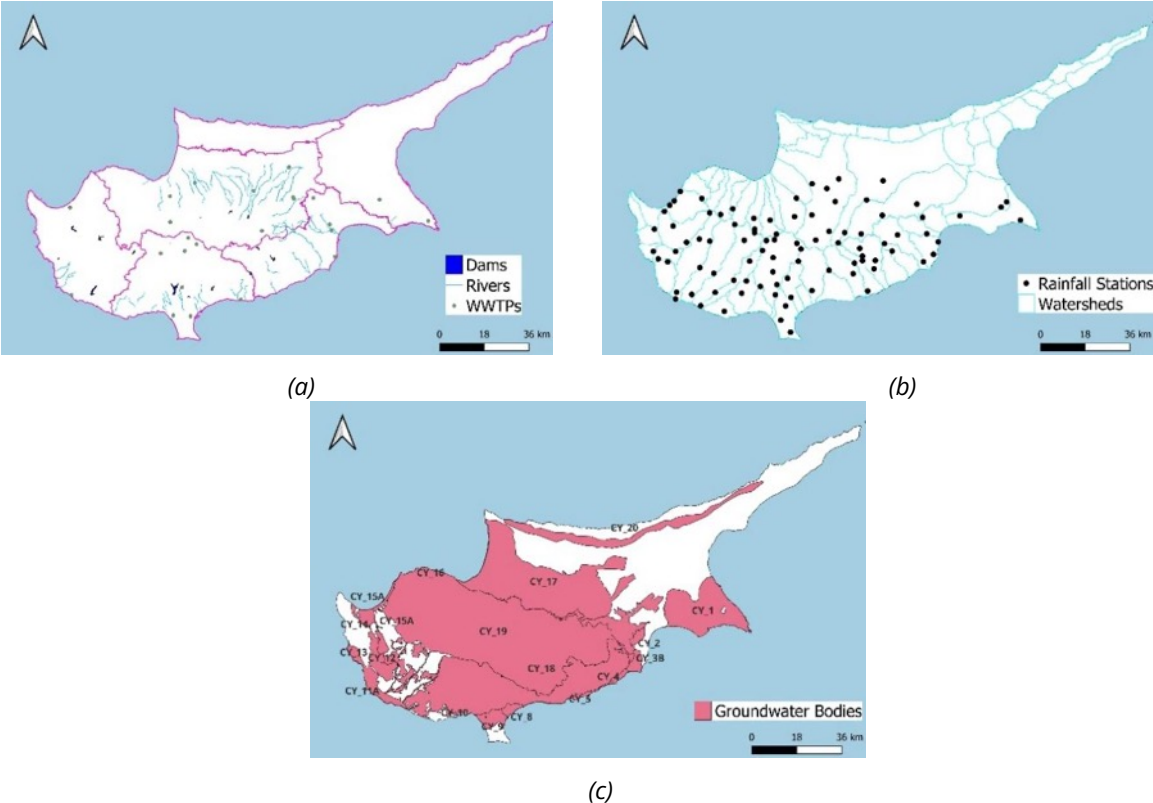 Dams
Rivers
WWTPs
0 18 36 km
Rainfall Stations
Watersheds
0 18 36 km
(a)
(b)
CY_20
CY_16
CY_17
CY_15A
CY_1
CY_14
CY_15A
CY_19
CY_2
CY_13
CY_12
CY_3B
CY_18
CY_4
CY_11A
CY_5
CY_10
CY_8
CY_9
Groundwater Bodies
0 18 36 km
(c)